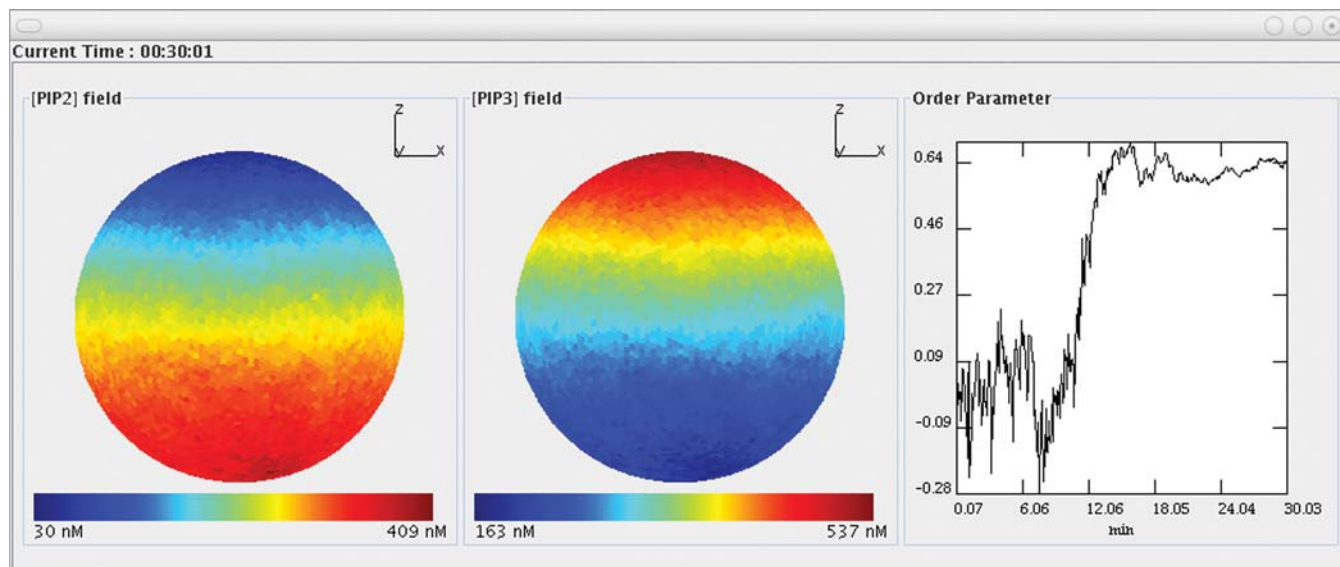 Current Time : 00:30:01
[PIP2] field
z
y
x
30 nM
409 nM
[PIP3] field
z
y
x
163 nM
537 nM
Order Parameter
0.64
0.46
0.27
0.09
-0.09
-0.28
0.07
6.06
12.06
18.05
24.04
30.03
min